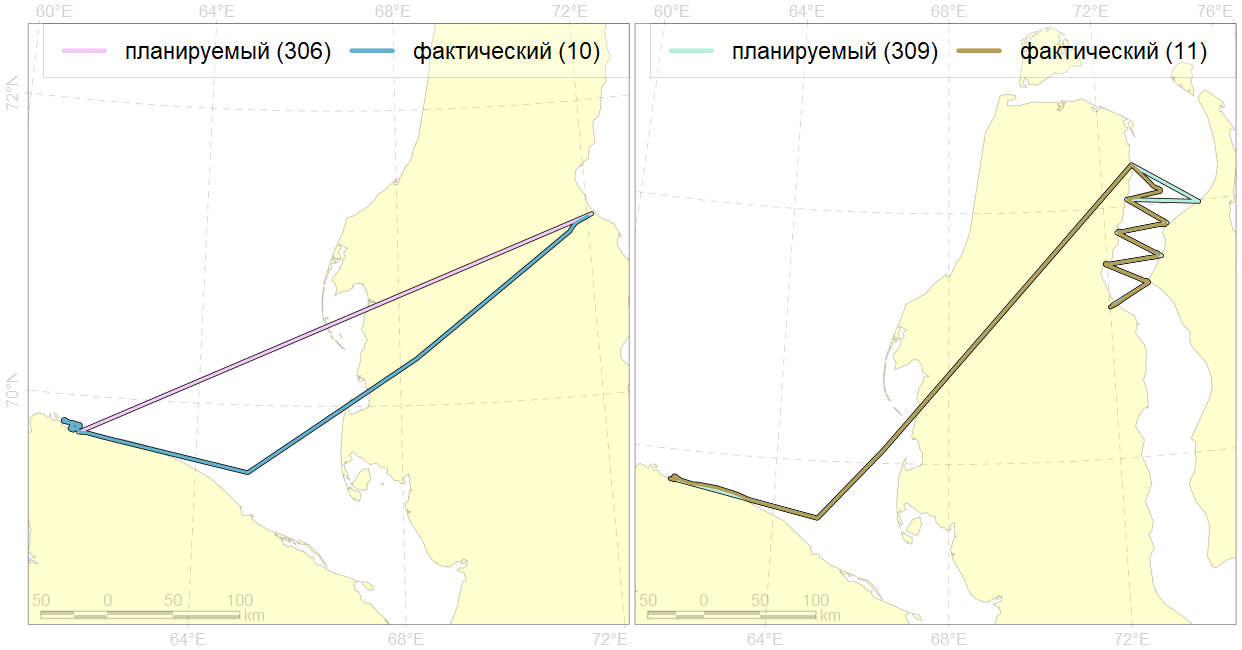 60°E 64°E 68°E 72°E
планируемый (306) фактический (10)
72°N
70°N
50 0 50 100
km
64°E 68°E 72°E
60°E 64°E 68°E 72°E 76°E
планируемый (309) фактический (11)
50 0 50 100
km
64°E 68°E 72°E